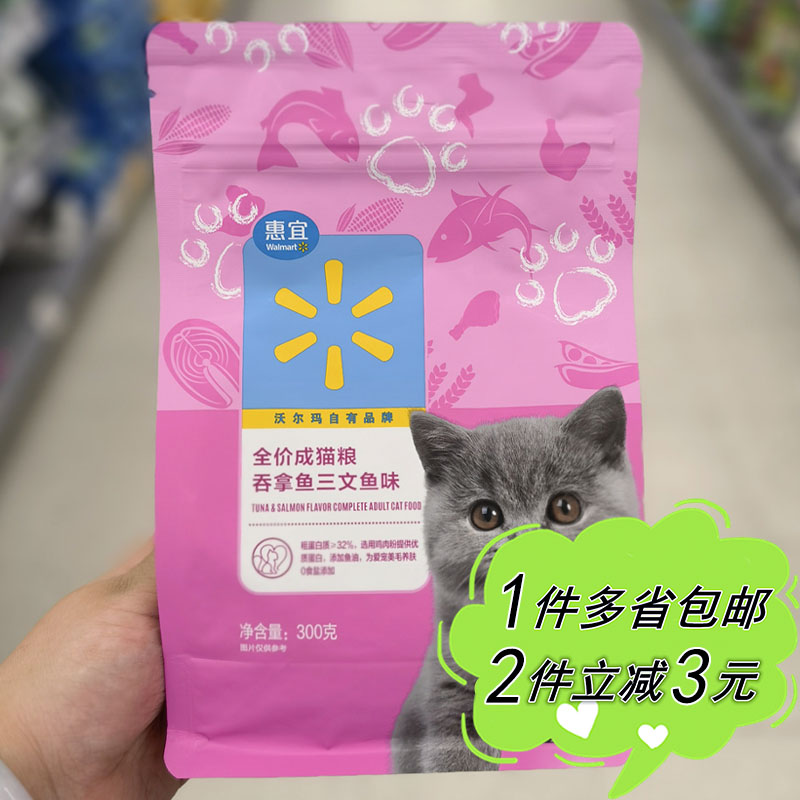 惠宜
Walmart
沃尔玛自有品牌
全价成猫粮
吞拿鱼三文鱼味
TUNA & SALMON FLAVOR COMPLETE ADULT CAT FOOD
粗蛋白质≥32%，选用鸡肉粉提供优
质蛋白，添加鱼油，为爱宠美毛养肤
0食盐添加
净含量：300克
图片仅供参考
1件多省包邮
2件立减3元